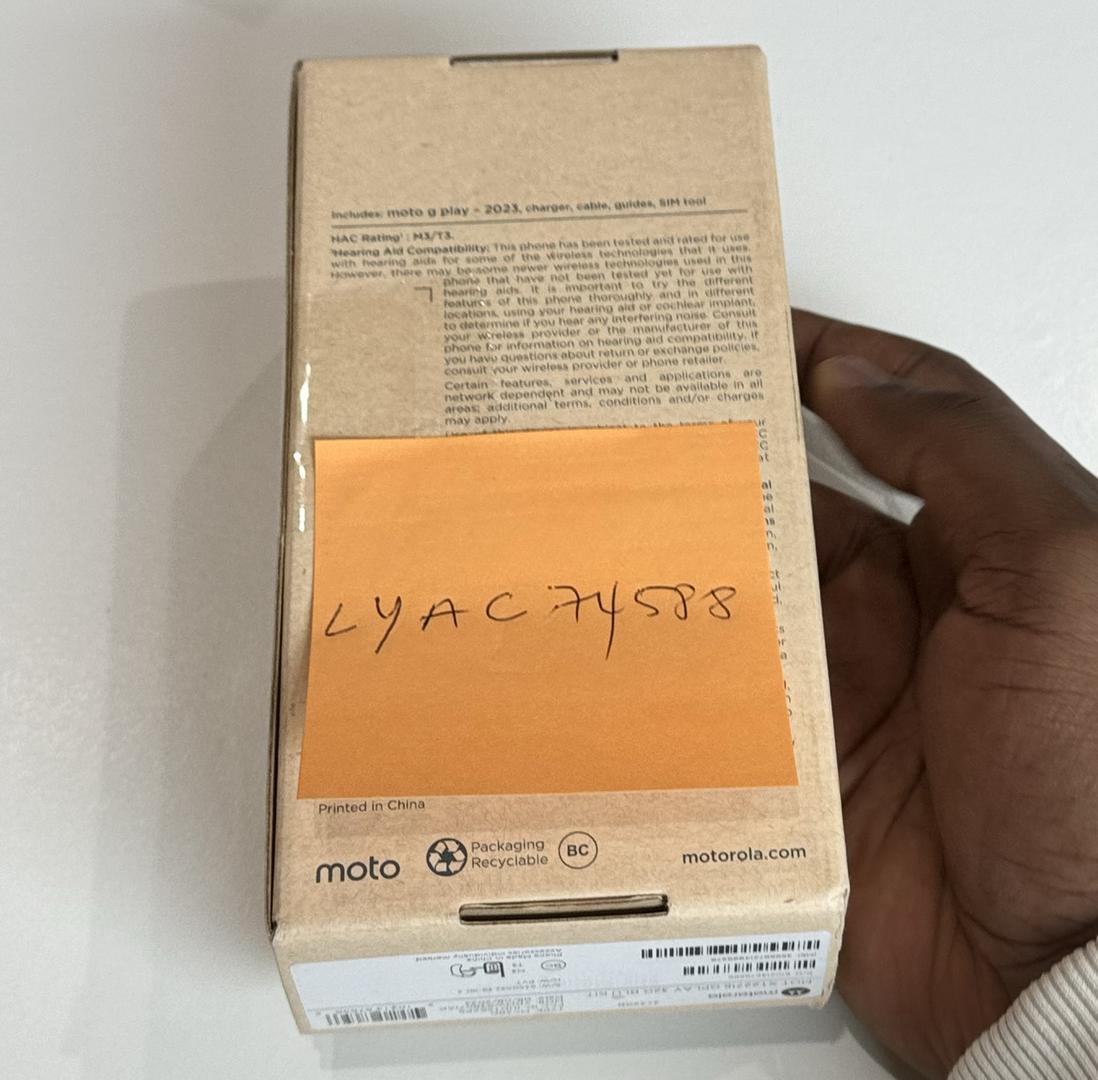 Includes: moto g play - 2023, charger, cable, guides, SIM tool
HAC Rating¹ : M3/T3.
¹Hearing Aid Compatibility: This phone has been tested and rated for use
with hearing aids for some of the wireless technologies that it uses.
However, there may be some newer wireless technologies used in this
phone that have not been tested yet for use with
hearing aids. It is important to try the different
features of this phone thoroughly and in different
locations, using your hearing aid or cochlear implant,
to determine if you hear any interfering noise. Consult
your wireless provider or the manufacturer of this
phone for information on hearing aid compatibility. If
you have questions about return or exchange policies,
consult your wireless provider or phone retailer.
Certain features, services and applications are
network dependent and may not be available in all
areas; additional terms, conditions and/or charges
may apply.
LYAC74588
Printed in China
moto
Packaging
Recyclable
BC
motorola.com
motorola